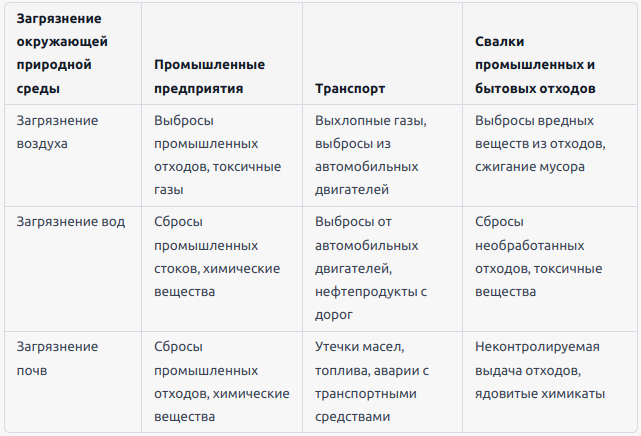 Загрязнение
окружающей
природной
среды
Промышленные
предприятия
Транспорт
Свалки
промышленных и
бытовых отходов
Загрязнение
воздуха
Выбросы
промышленных
отходов, токсичные
газы
Выхлопные газы,
выбросы из
автомобильных
двигателей
Выбросы вредных
веществ из отходов,
сжигание мусора
Загрязнение вод
Сбросы
промышленных
стоков, химические
вещества
Выбросы от
автомобильных
двигателей,
нефтепродукты с
дорог
Сбросы
необработанных
отходов, токсичные
вещества
Загрязнение
почв
Сбросы
промышленных
отходов, химические
вещества
Утечки масел,
топлива, аварии с
транспортными
средствами
Неконтролируемая
выдача отходов,
ядовитые химикаты